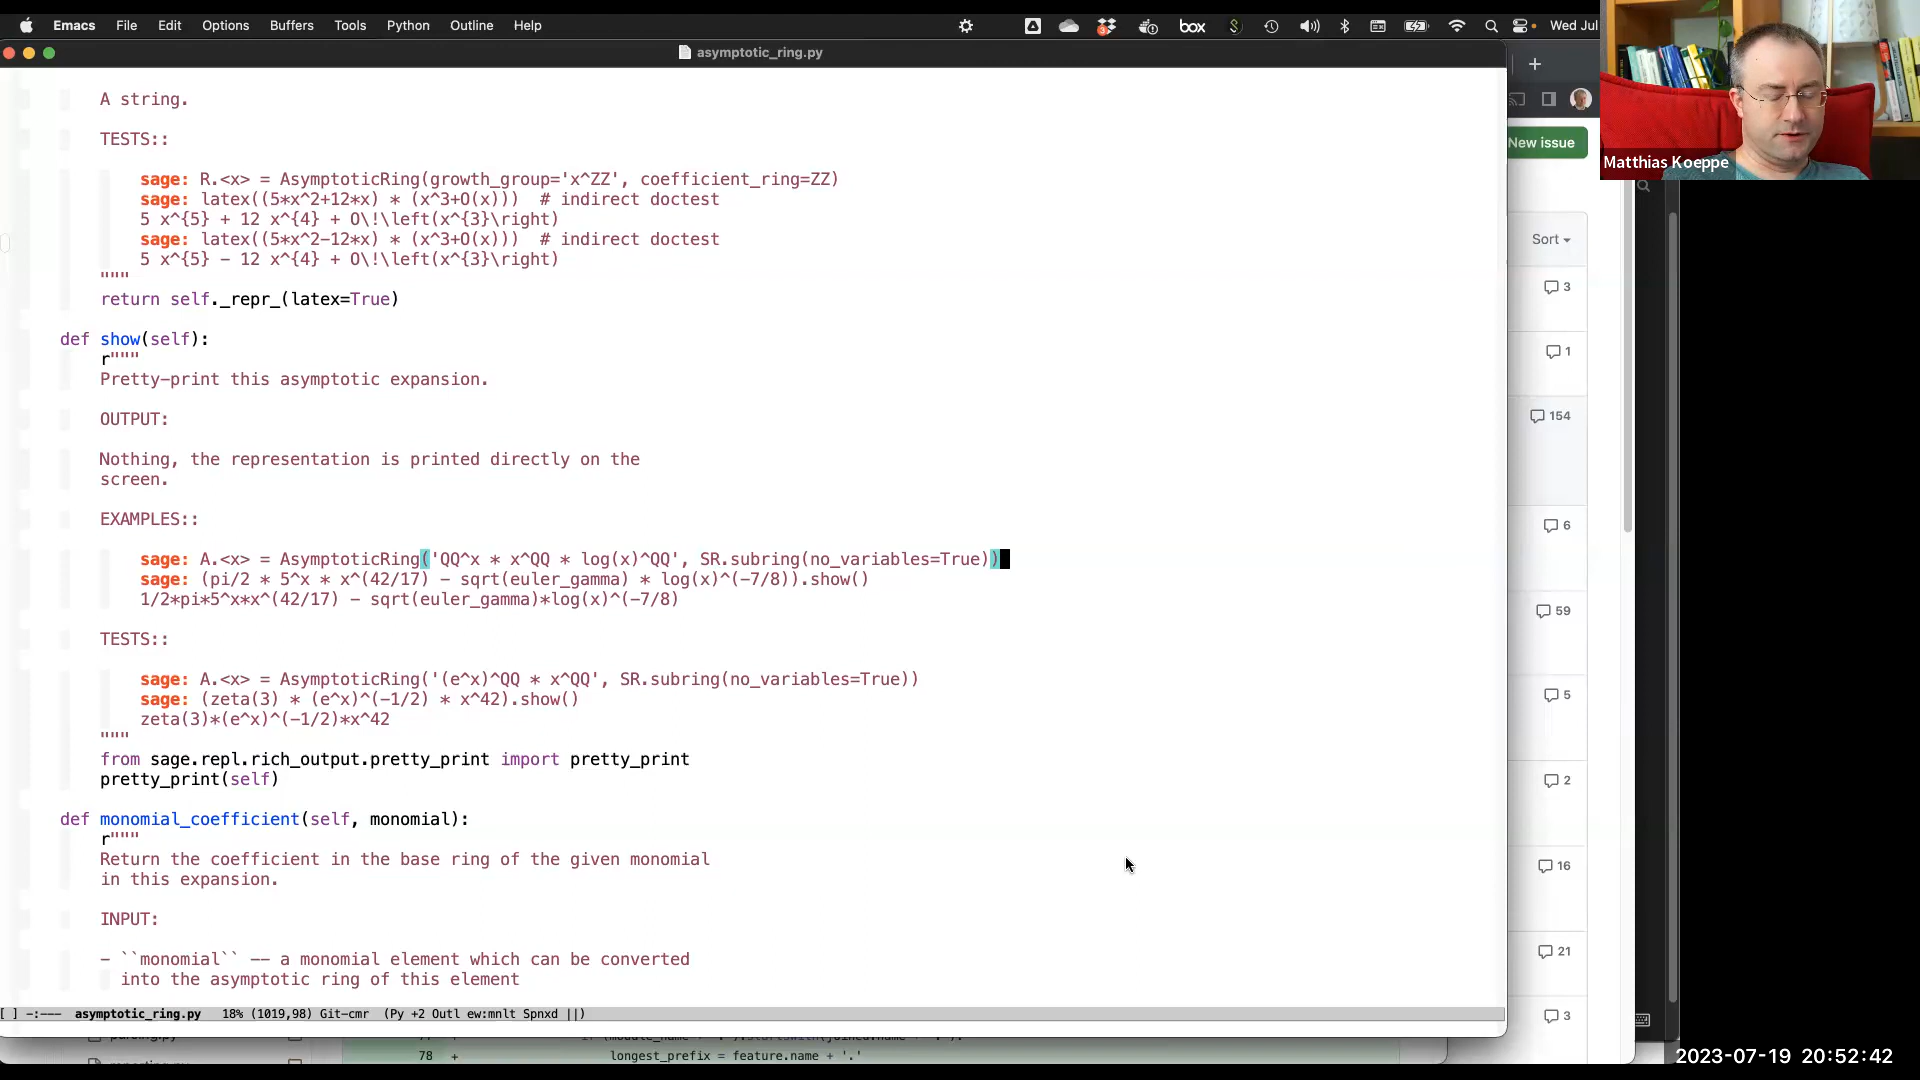 Emacs File Edit Options Buffers Tools Python Outline Help box Wed Jul
asymptotic_ring.py
A string.
TESTS::
sage: R.<x> = AsymptoticRing(growth_group='x^ZZ', coefficient_ring=ZZ)
sage: latex((5*x^2+12*x) * (x^3+O(x))) # indirect doctest
5 x^{5} + 12 x^{4} + O\!\left(x^{3}\right)
sage: latex((5*x^2-12*x) * (x^3+O(x))) # indirect doctest
5 x^{5} - 12 x^{4} + O\!\left(x^{3}\right)
"""
return self._repr_(latex=True)
def show(self):
r"""
Pretty-print this asymptotic expansion.
OUTPUT:
Nothing, the representation is printed directly on the
screen.
EXAMPLES::
sage: A.<x> = AsymptoticRing('QQ^x * x^QQ * log(x)^QQ', SR.subring(no_variables=True))
sage: (pi/2 * 5^x * x^(42/17) - sqrt(euler_gamma) * log(x)^(-7/8)).show()
1/2*pi*5^x*x^(42/17) - sqrt(euler_gamma)*log(x)^(-7/8)
TESTS::
sage: A.<x> = AsymptoticRing('(e^x)^QQ * x^QQ', SR.subring(no_variables=True))
sage: (zeta(3) * (e^x)^(-1/2) * x^42).show()
zeta(3)*(e^x)^(-1/2)*x^42
"""
from sage.repl.rich_output.pretty_print import pretty_print
pretty_print(self)
def monomial_coefficient(self, monomial):
r"""
Return the coefficient in the base ring of the given monomial
in this expansion.
INPUT:
- ``monomial`` -- a monomial element which can be converted
into the asymptotic ring of this element
[ ] -:--- asymptotic_ring.py 18% (1019,98) Git-cmr (Py +2 Outl ew:mnlt Spnxd ||)
78 + longest_prefix = feature.name + '.'
New issue
Sort
3
1
154
6
59
5
2
16
21
3
Matthias Koeppe
2023-07-19 20:52:42